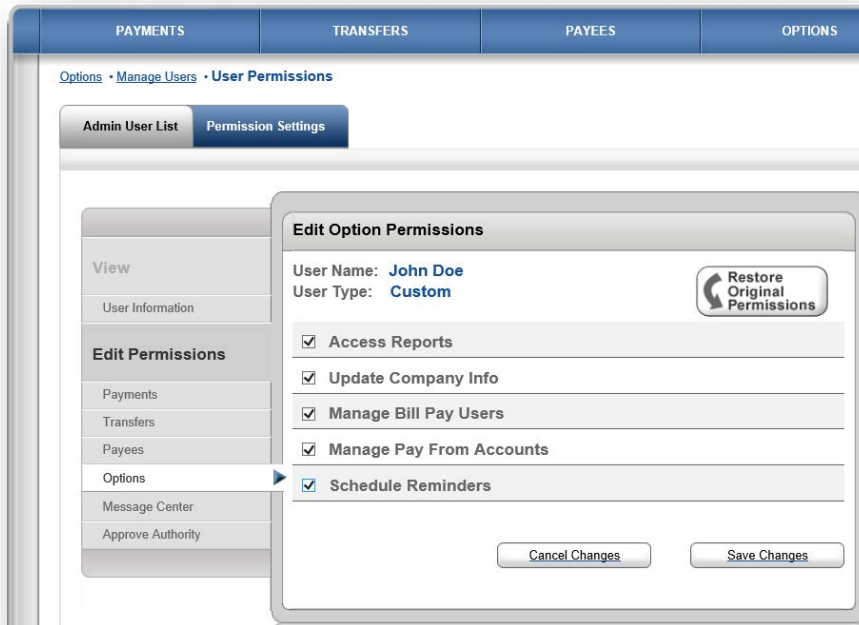 PAYMENTS TRANSFERS PAYEES OPTIONS
Options • Manage Users • User Permissions
Admin User List Permission Settings
View
User Information
Edit Permissions
Payments
Transfers
Payees
Options
Message Center
Approve Authority
Edit Option Permissions
User Name: John Doe
User Type: Custom
Restore
Original
Permissions
Access Reports
Update Company Info
Manage Bill Pay Users
Manage Pay From Accounts
Schedule Reminders
Cancel Changes Save Changes